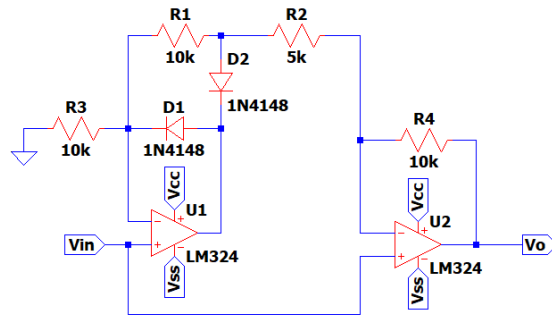 R1
10k
R2
5k
D2
1N4148
R3
10k
D1
1N4148
R4
10k
Vcc
U1
Vin
LM324
Vss
Vcc
U2
Vo
LM324
Vss